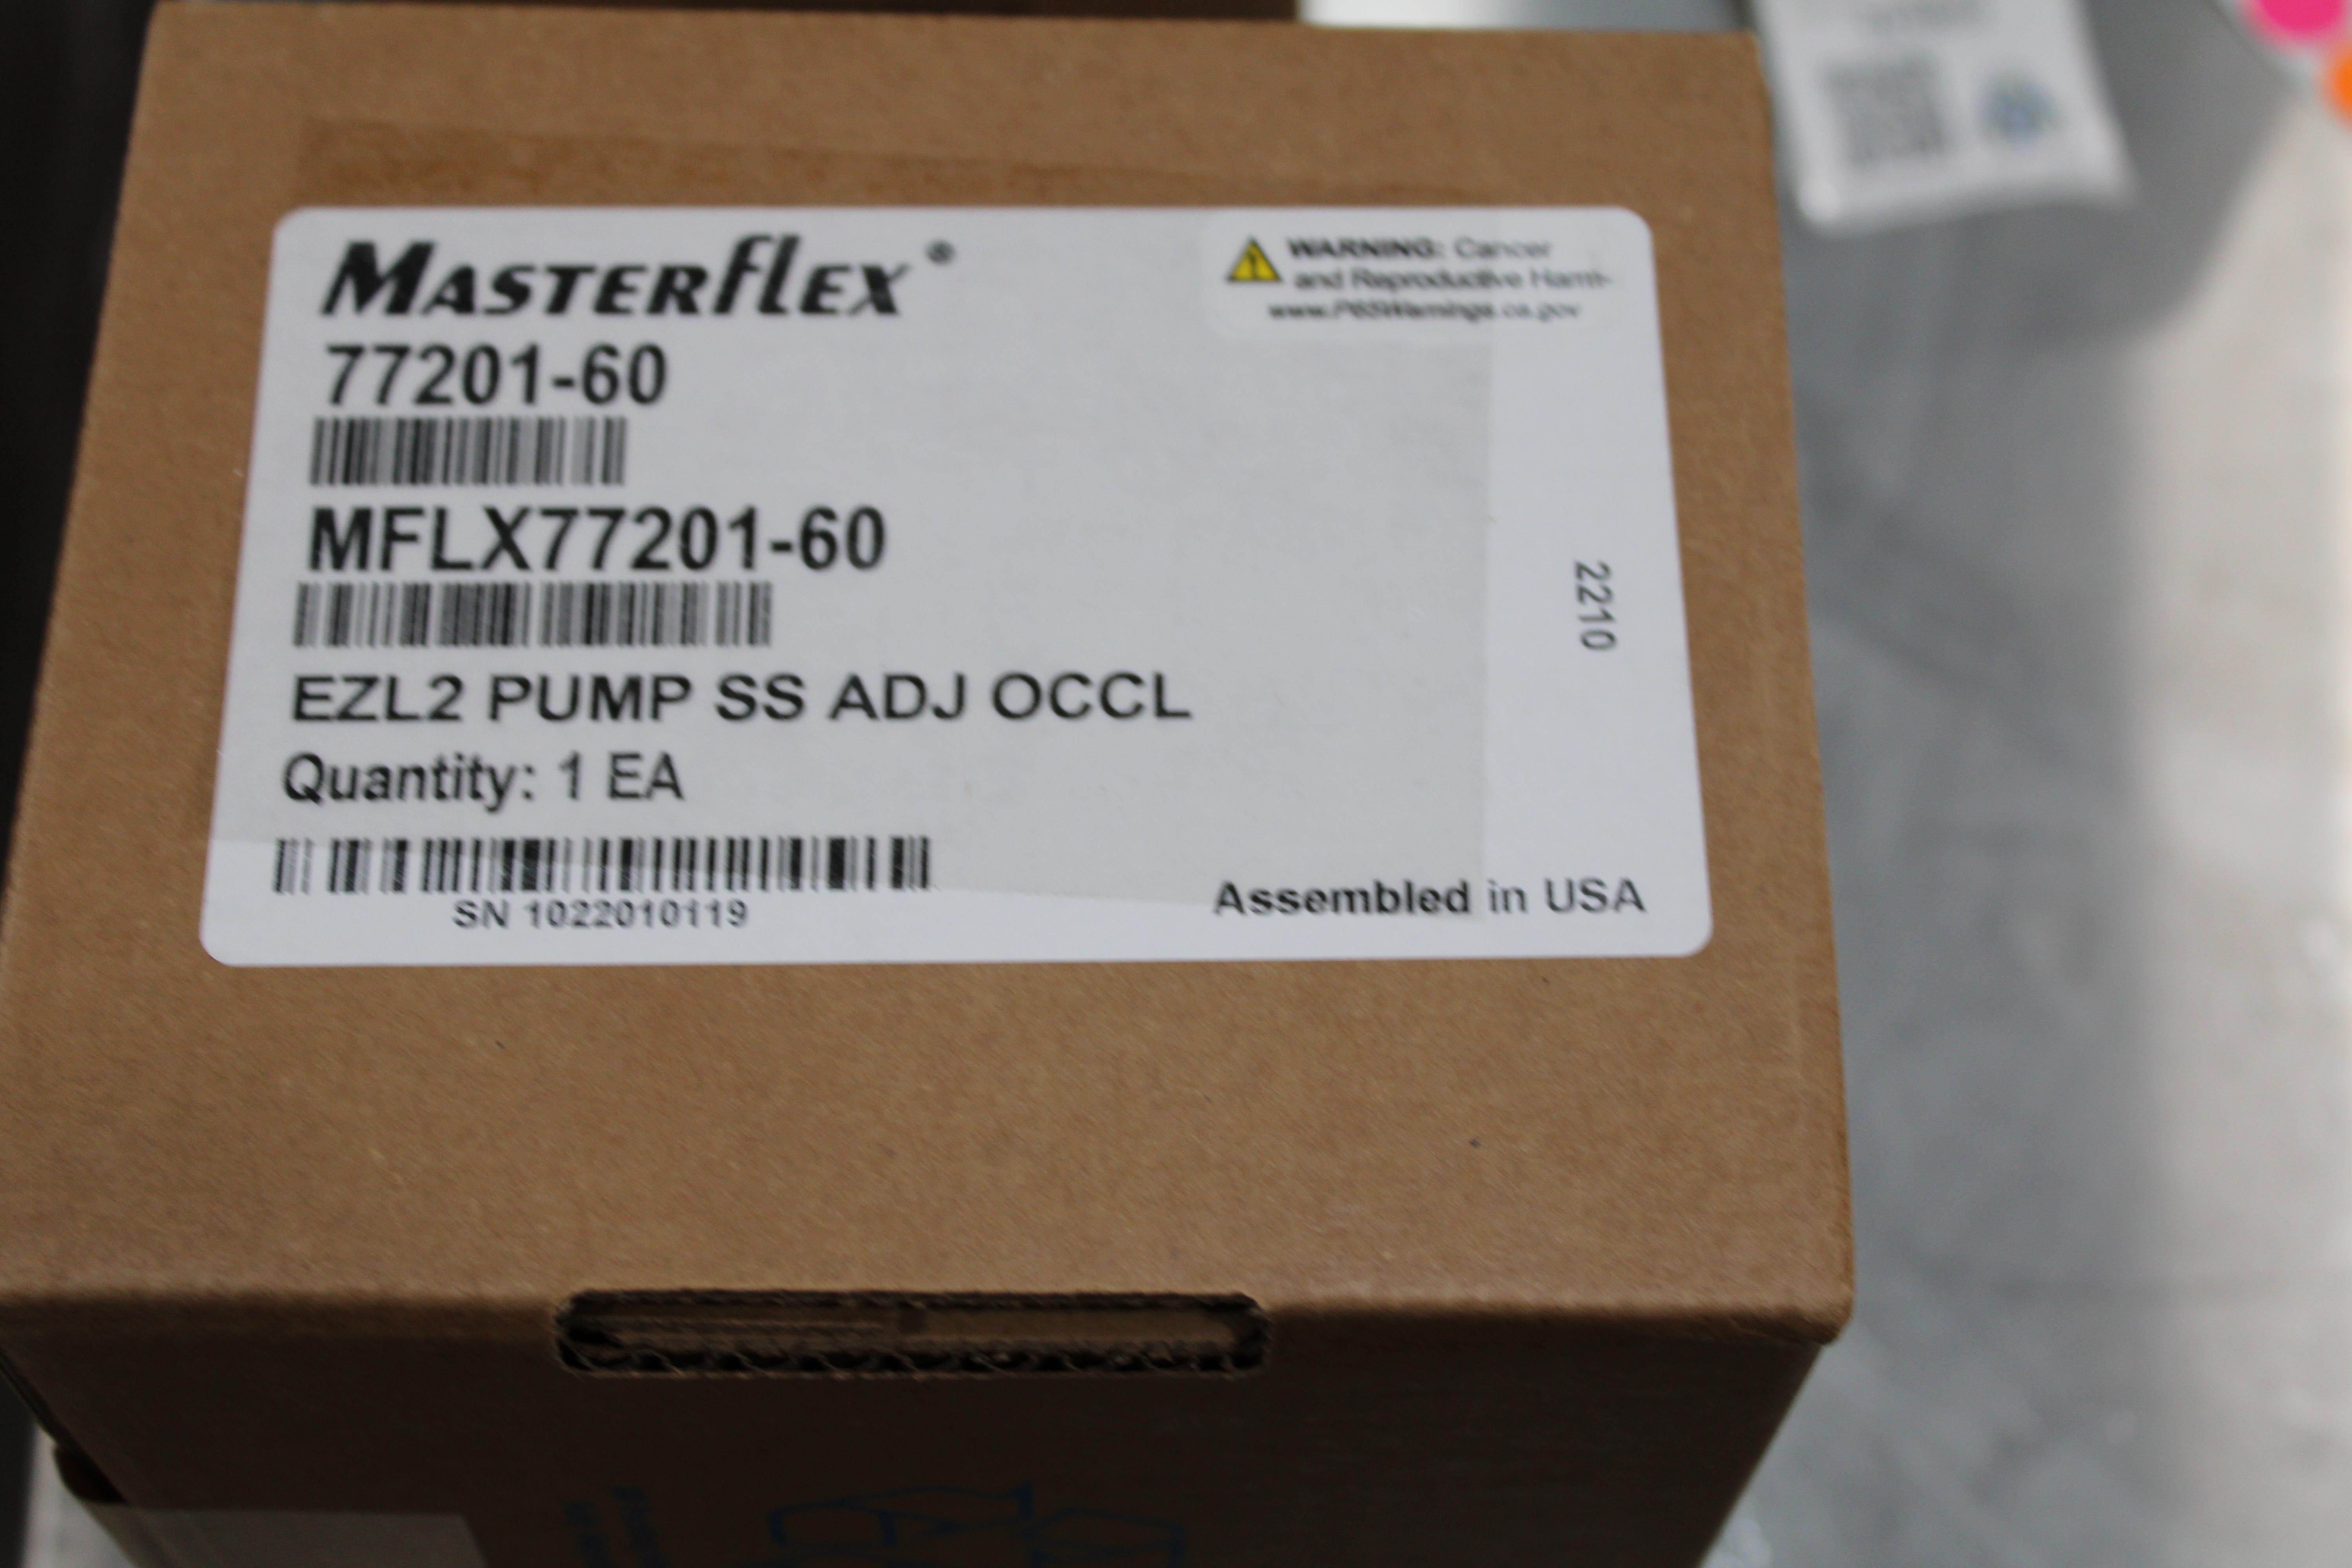 MASTERFLEX®
WARNING: Cancer
and Reproductive Harm-
www.P65Warnings.ca.gov
77201-60
MFLX77201-60
2210
EZL2 PUMP SS ADJ OCCL
Quantity: 1 EA
SN 1022010119
Assembled in USA